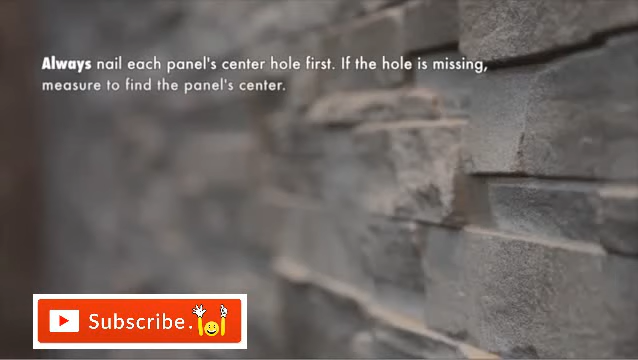 Always nail each panel's center hole first. If the hole is missing,
measure to find the panel's center.
Subscribe.